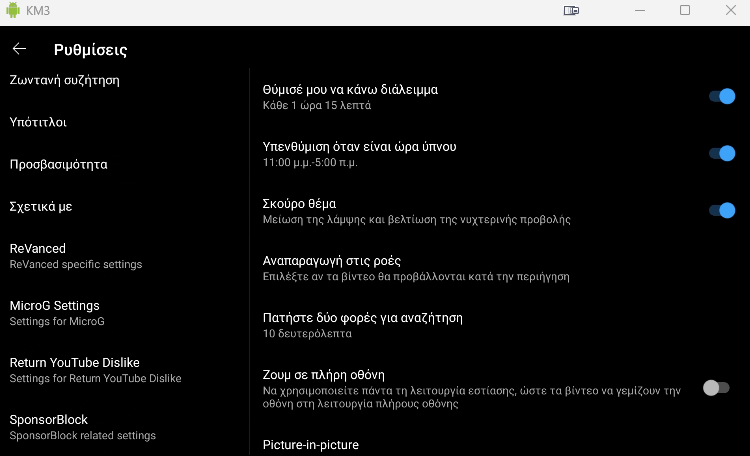 KM3
Ρυθμίσεις
Ζωντανή συζήτηση
Υπότιτλοι
Προσβασιμότητα
Σχετικά με
ReVanced
ReVanced specific settings
MicroG Settings
Settings for MicroG
Return YouTube Dislike
Settings for Return YouTube Dislike
SponsorBlock
SponsorBlock related settings
Θύμισέ μου να κάνω διάλειμμα
Κάθε 1 ώρα 15 λεπτά
Υπενθύμιση όταν είναι ώρα ύπνου
11:00 μ.μ.-5:00 π.μ.
Σκούρο θέμα
Μείωση της λάμψης και βελτίωση της νυχτερινής προβολής
Αναπαραγωγή στις ροές
Επιλέξτε αν τα βίντεο θα προβάλλονται κατά την περιήγηση
Πατήστε δύο φορές για αναζήτηση
10 δευτερόλεπτα
Ζουμ σε πλήρη οθόνη
Να χρησιμοποιείτε πάντα τη λειτουργία εστίασης, ώστε τα βίντεο να γεμίζουν την
οθόνη στη λειτουργία πλήρους οθόνης
Picture-in-picture